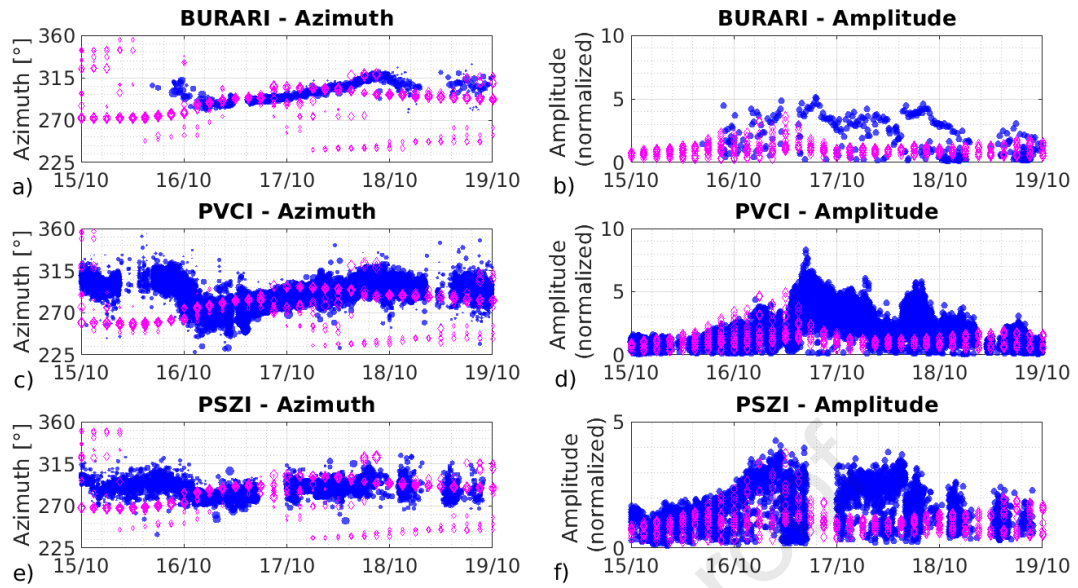 BURARI - Azimuth
BURARI - Amplitude
360
315
270
225
Azimuth [°]
15/10 16/10 17/10 18/10 19/10
a)
10
5
0
Amplitude
(normalized)
15/10 16/10 17/10 18/10 19/10
b)
PVCI - Azimuth
PVCI - Amplitude
360
315
270
225
Azimuth [°]
15/10 16/10 17/10 18/10 19/10
c)
10
5
0
Amplitude
(normalized)
15/10 16/10 17/10 18/10 19/10
d)
PSZI - Azimuth
PSZI - Amplitude
360
315
270
225
Azimuth [°]
15/10 16/10 17/10 18/10 19/10
e)
5
0
Amplitude
(normalized)
15/10 16/10 17/10 18/10 19/10
f)